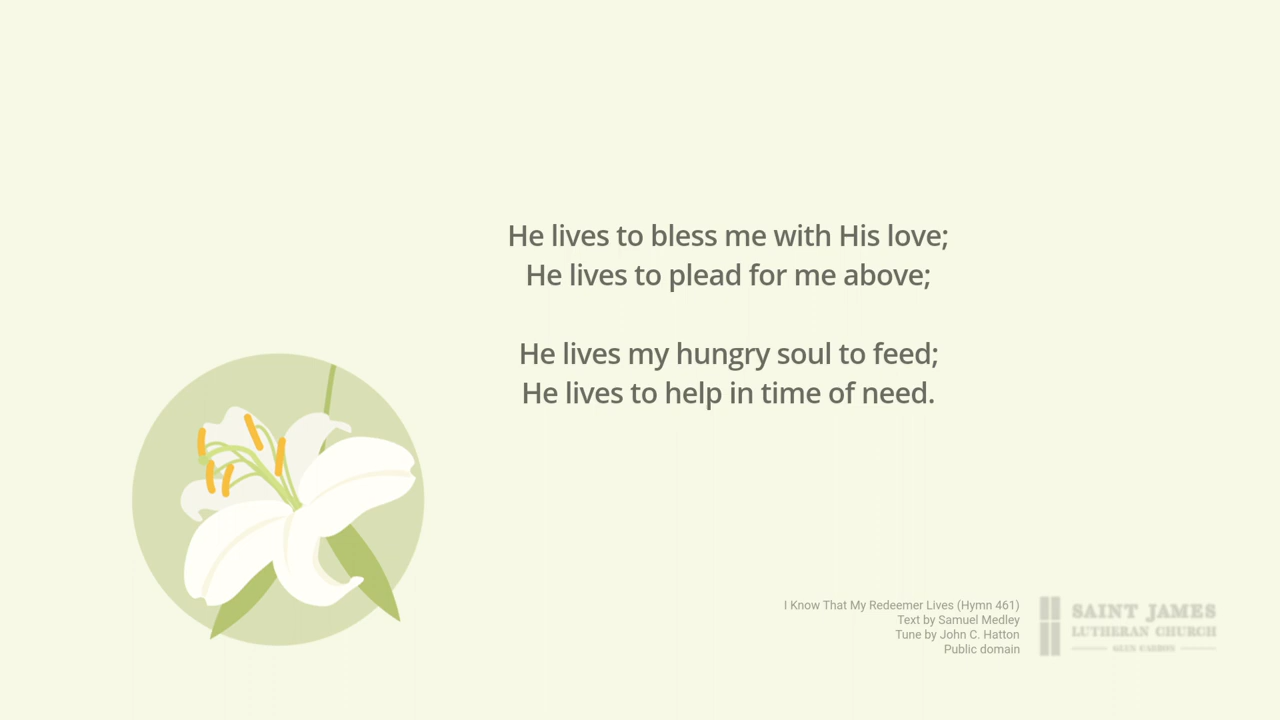 He lives to bless me with His love;
He lives to plead for me above;
He lives my hungry soul to feed;
He lives to help in time of need.
I Know That My Redeemer Lives (Hymn 461)
Text by Samuel Medley
Tune by John C. Hatton
Public domain
SAINT JAMES
LUTHERAN CHURCH
GLEN CARBON